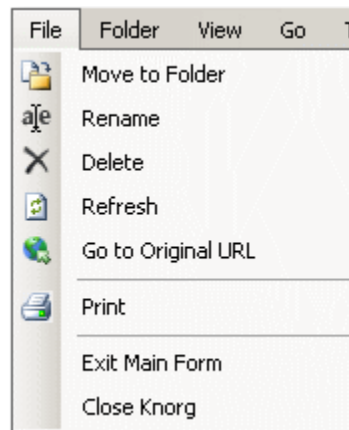 File Folder View Go
Move to Folder
aje Rename
Delete
Refresh
Go to Original URL
Print
Exit Main Form
Close Knorg